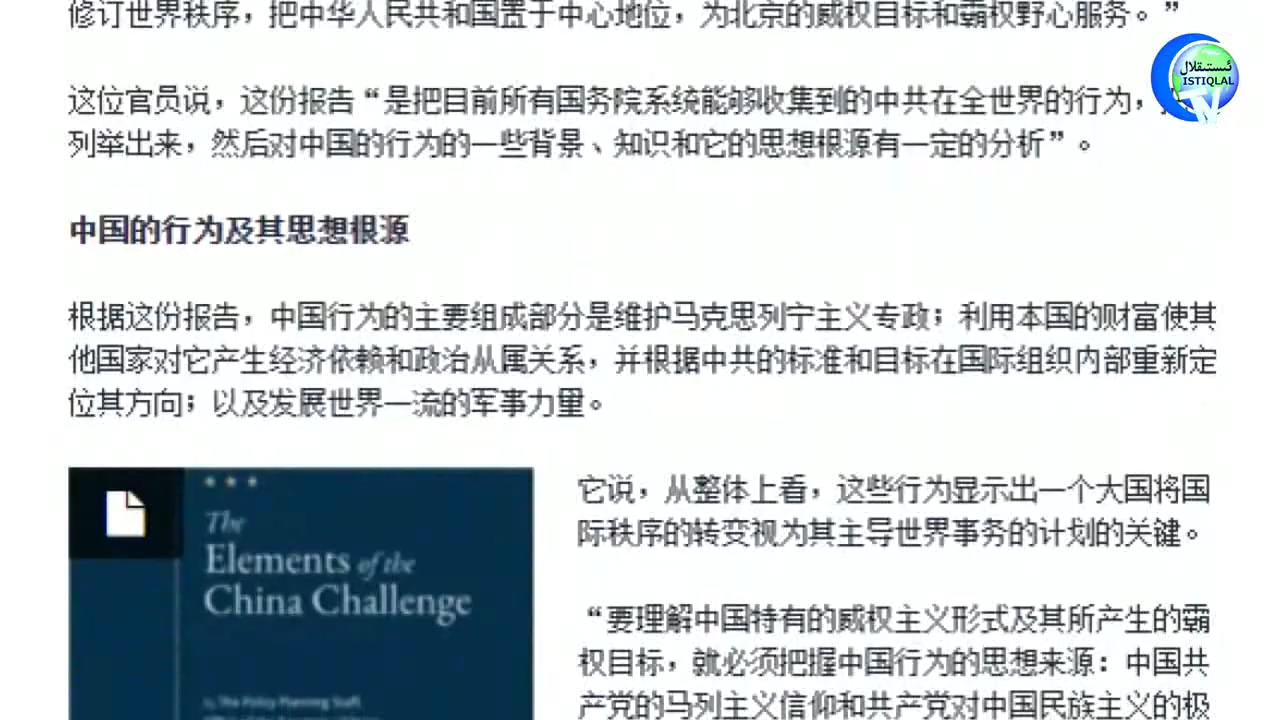 修订世界秩序，把中华人民共和国置于中心地位，为北京的威权目标和霸权野心服务。”
ئىستىقلال
ISTIQLAL
这位官员说，这份报告“是把目前所有国务院系统能够收集到的中共在全世界的行为，
列举出来，然后对中国的行为的一些背景、知识和它的思想根源有一定的分析”。
中国的行为及其思想根源
根据这份报告，中国行为的主要组成部分是维护马克思列宁主义专政；利用本国的财富使其
他国家对它产生经济依赖和政治从属关系，并根据中共的标准和目标在国际组织内部重新定
位其方向；以及发展世界一流的军事力量。
The
Elements of the
China Challenge
by The Policy Planning Staff
它说，从整体上看，这些行为显示出一个大国将国
际秩序的转变视为其主导世界事务的计划的关键。
“要理解中国特有的威权主义形式及其所产生的霸
权目标，就必须把握中国行为的思想来源：中国共
产党的马列主义信仰和共产党对中国民族主义的极